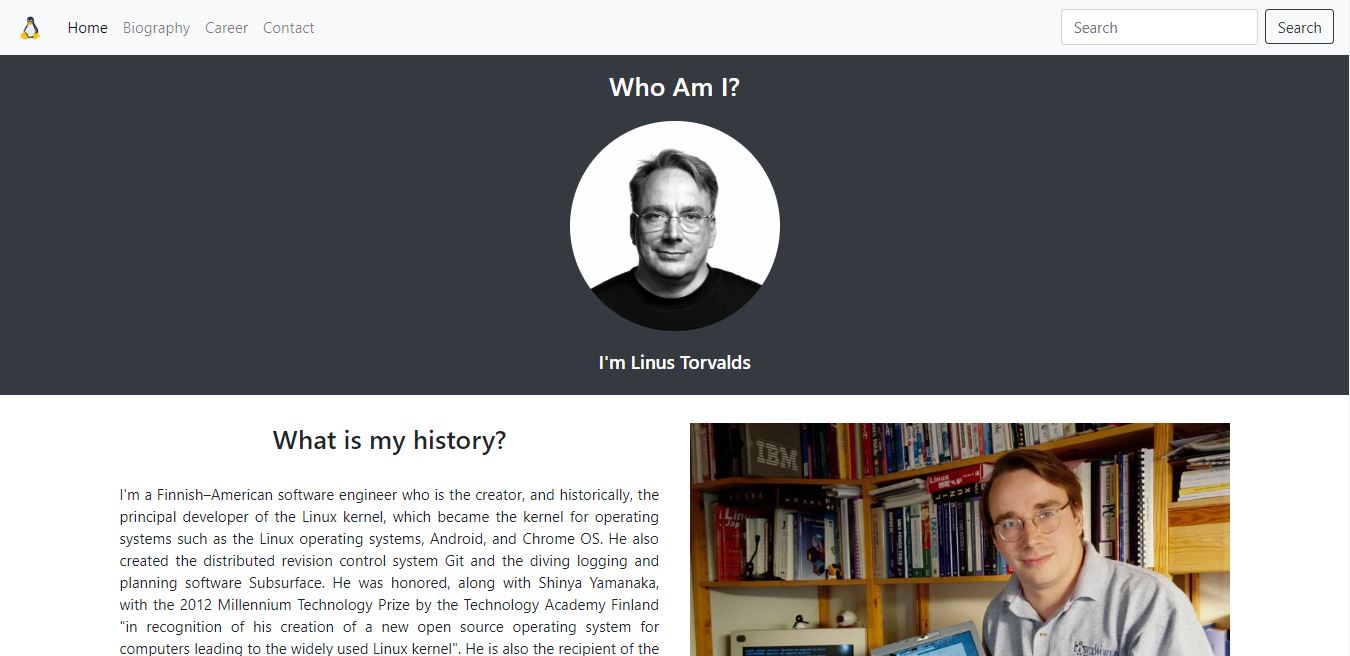 Home Biography Career Contact Search Search
Who Am I?
I'm Linus Torvalds
What is my history?
I'm a Finnish–American software engineer who is the creator, and historically, the
principal developer of the Linux kernel, which became the kernel for operating
systems such as the Linux operating systems, Android, and Chrome OS. He also
created the distributed revision control system Git and the diving logging and
planning software Subsurface. He was honored, along with Shinya Yamanaka,
with the 2012 Millennium Technology Prize by the Technology Academy Finland
"in recognition of his creation of a new open source operating system for
computers leading to the widely used Linux kernel". He is also the recipient of the
IBM
Linux
LINUX